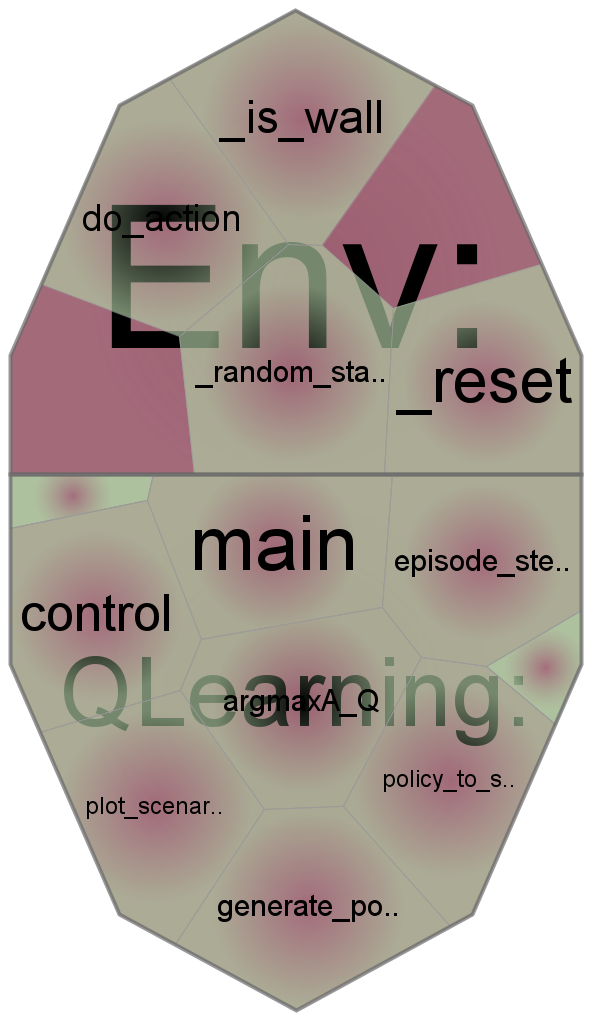 _is_wall
do_action
Env:
_random_sta..
_reset
main
episode_ste..
control
QLearning:
argmaxA_Q
policy_to_s..
plot_scenar..
generate_po..